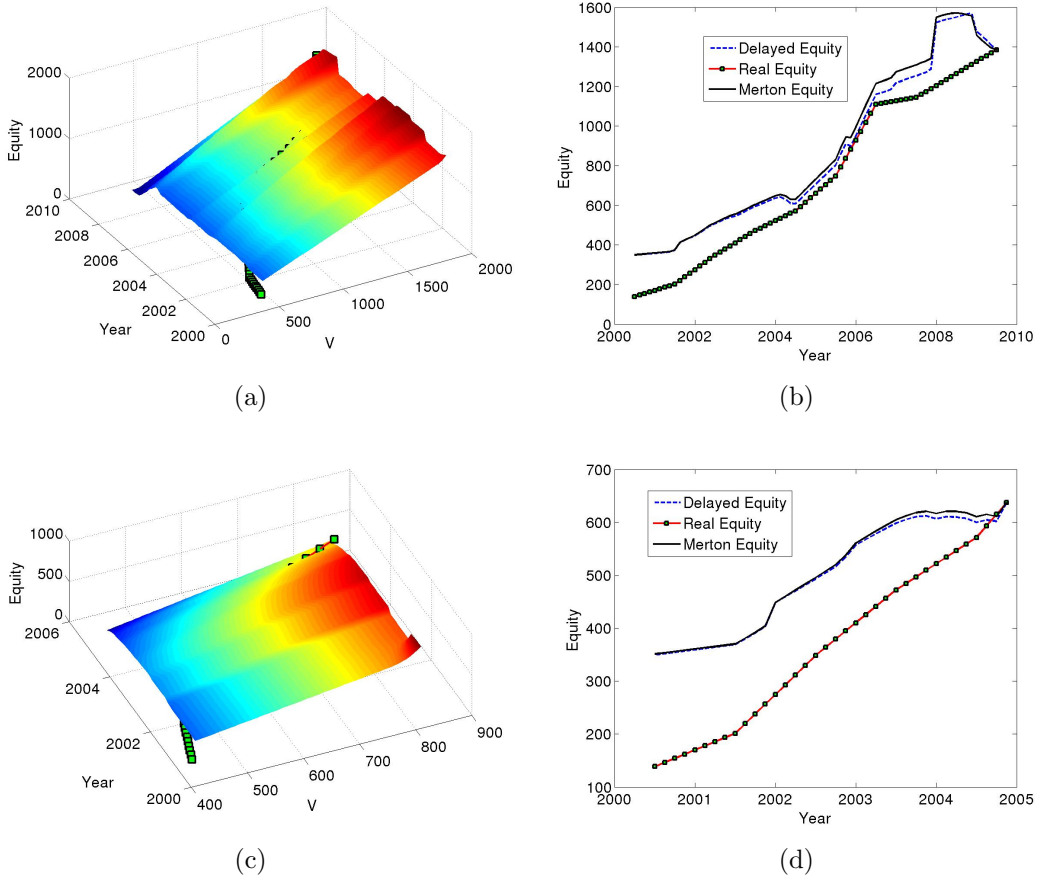 2000
1000
0
Equity
2010
2008
2006
2004
2002
2000
Year
0
500
1000
1500
2000
V
(a)
1600
1400
1200
1000
800
600
400
200
0
Equity
Delayed Equity
Real Equity
Merton Equity
2000
2002
2004
2006
2008
2010
Year
(b)
1000
500
0
Equity
2006
2004
2002
2000
Year
400
500
600
700
800
900
V
(c)
700
600
500
400
300
200
100
Equity
Delayed Equity
Real Equity
Merton Equity
2000
2001
2002
2003
2004
2005
Year
(d)